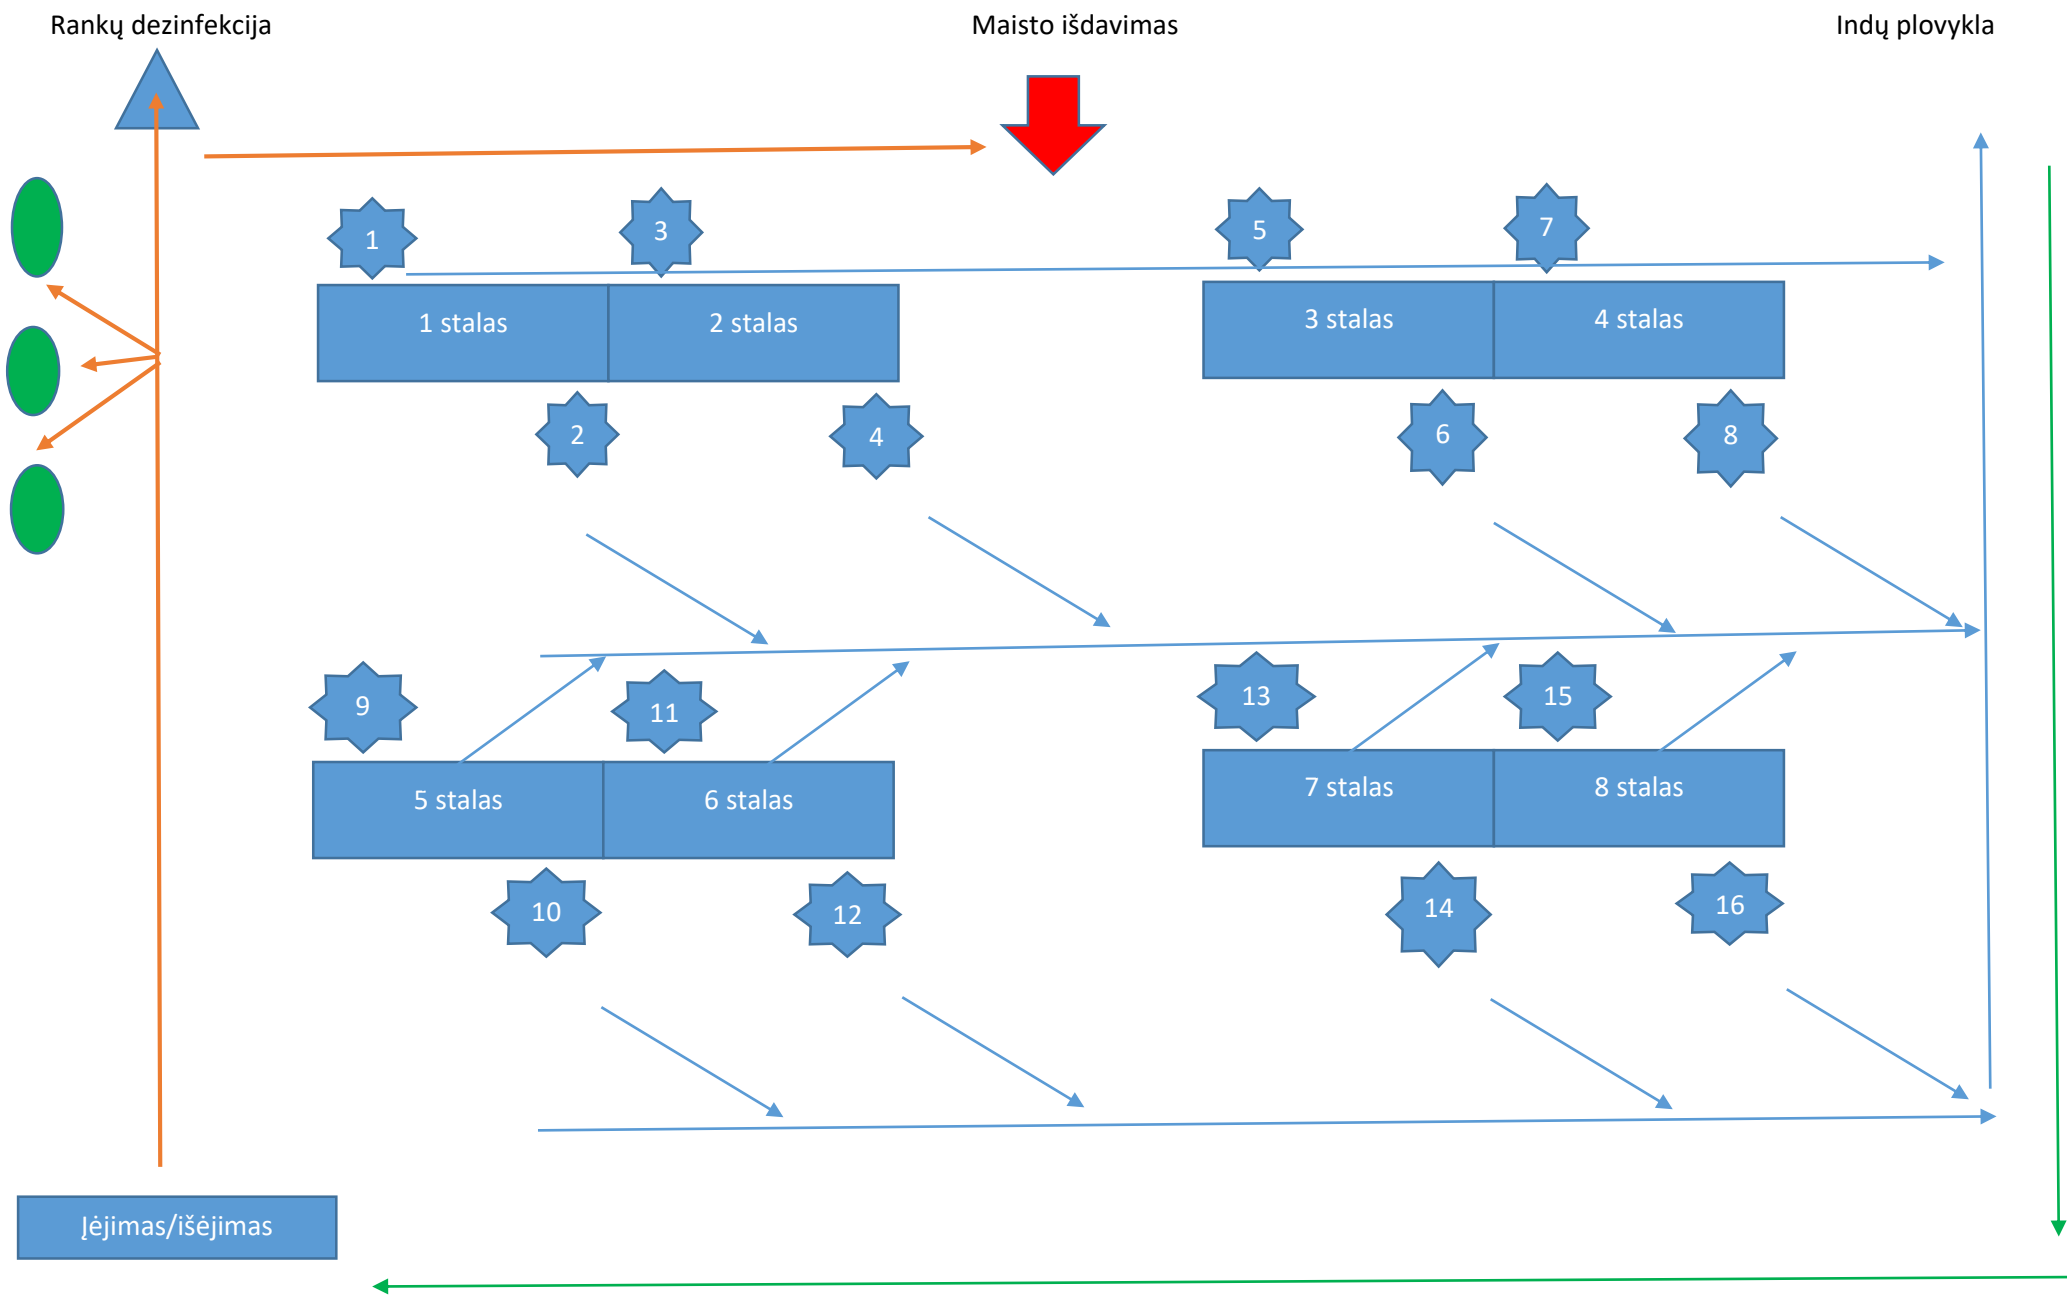 Rankų dezinfekcija
Maisto išdavimas
Indų plovykla
1
3
5
7
1 stalas
2 stalas
3 stalas
4 stalas
2
4
6
8
9
11
13
15
5 stalas
6 stalas
7 stalas
8 stalas
10
12
14
16
Įėjimas/išėjimas